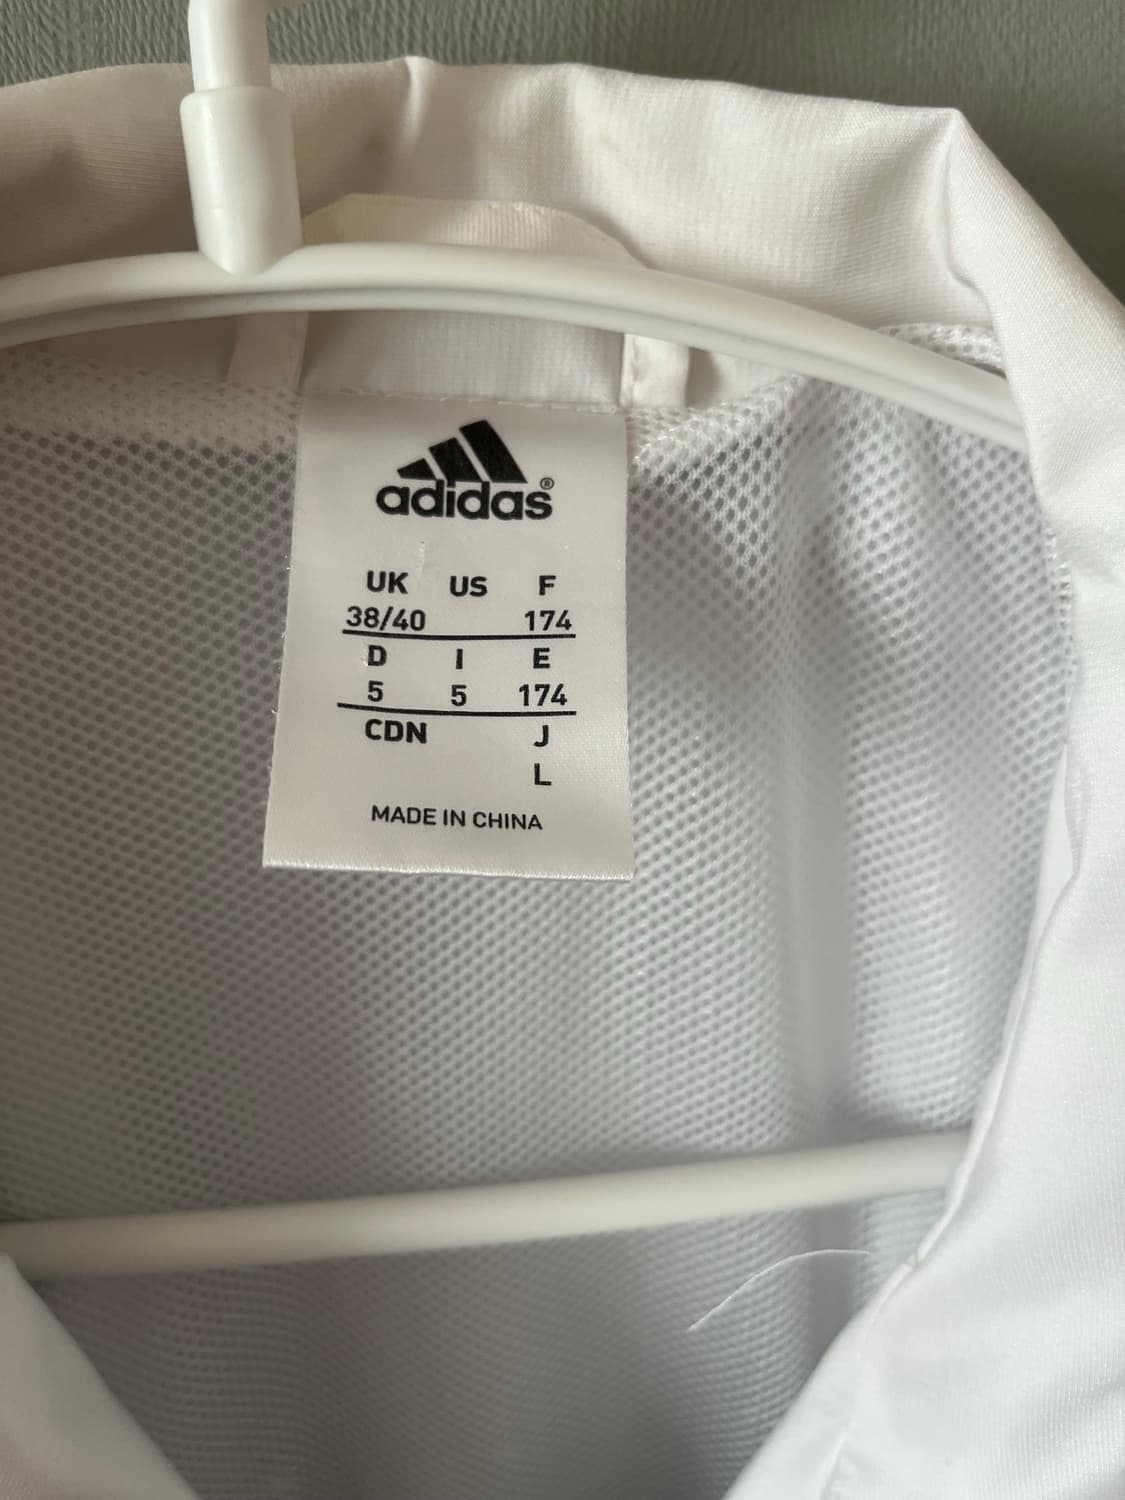 adidas®
UK US F
38/40 174
D I E
5 5 174
CDN J
L
MADE IN CHINA